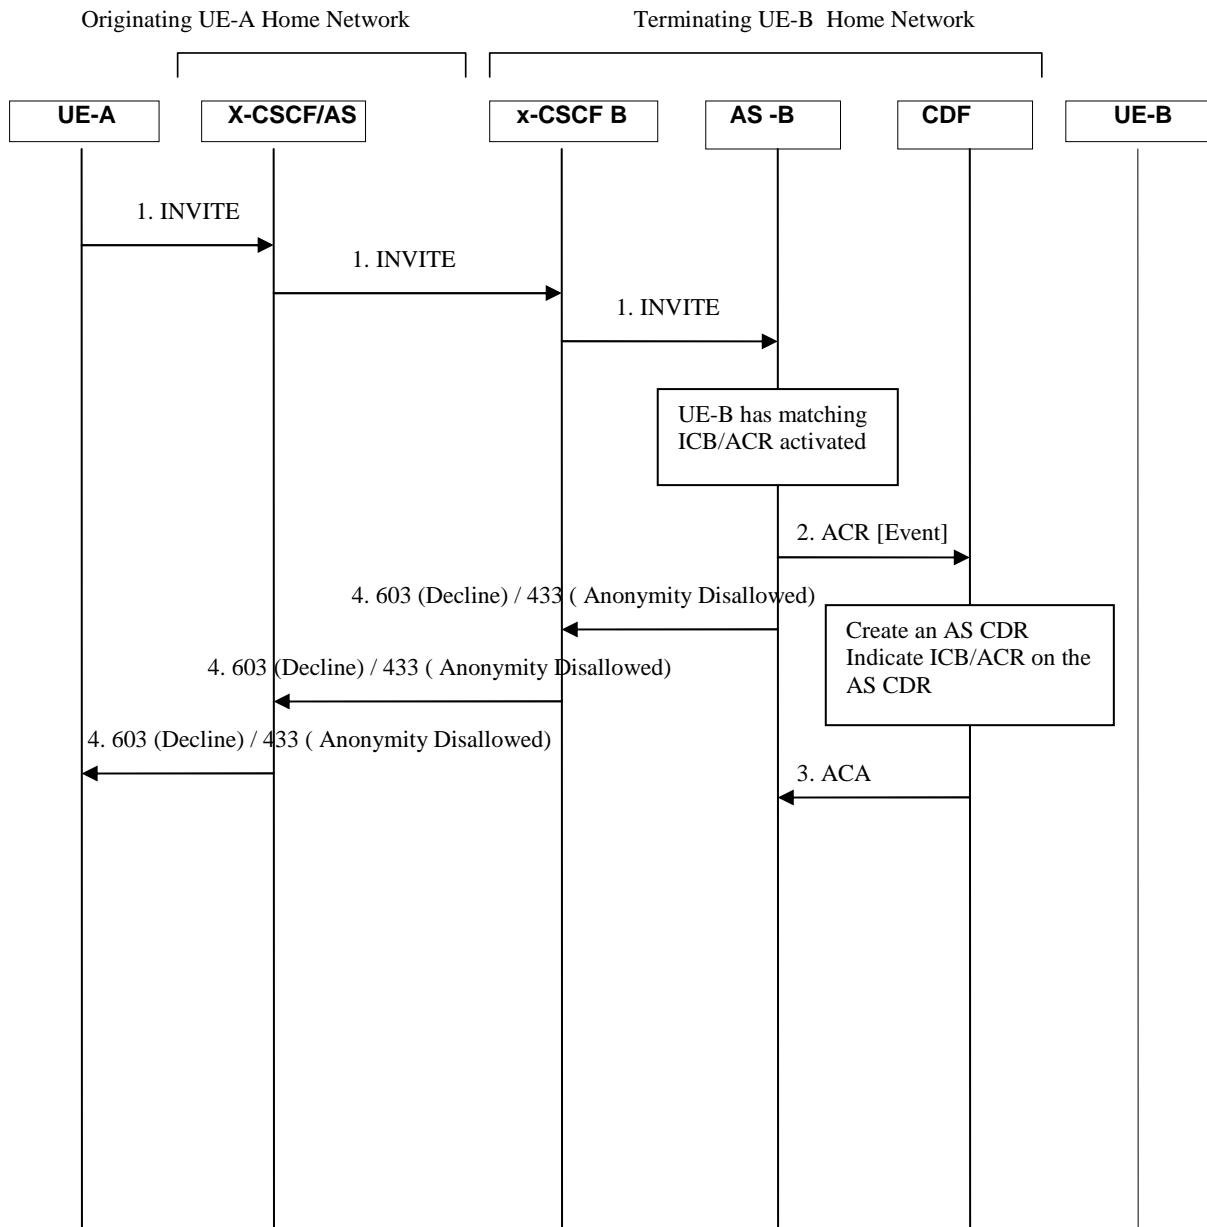 Originating UE-A Home Network
Terminating UE-B  Home Network
UE-A
X-CSCF/AS
x-CSCF B
AS -B
CDF
UE-B
1. INVITE
1. INVITE
1. INVITE
UE-B has matching
ICB/ACR activated
2. ACR [Event]
4. 603 (Decline) / 433 ( Anonymity Disallowed)
Create an AS CDR
Indicate ICB/ACR on the
AS CDR
4. 603 (Decline) / 433 ( Anonymity Disallowed)
4. 603 (Decline) / 433 ( Anonymity Disallowed)
3. ACA